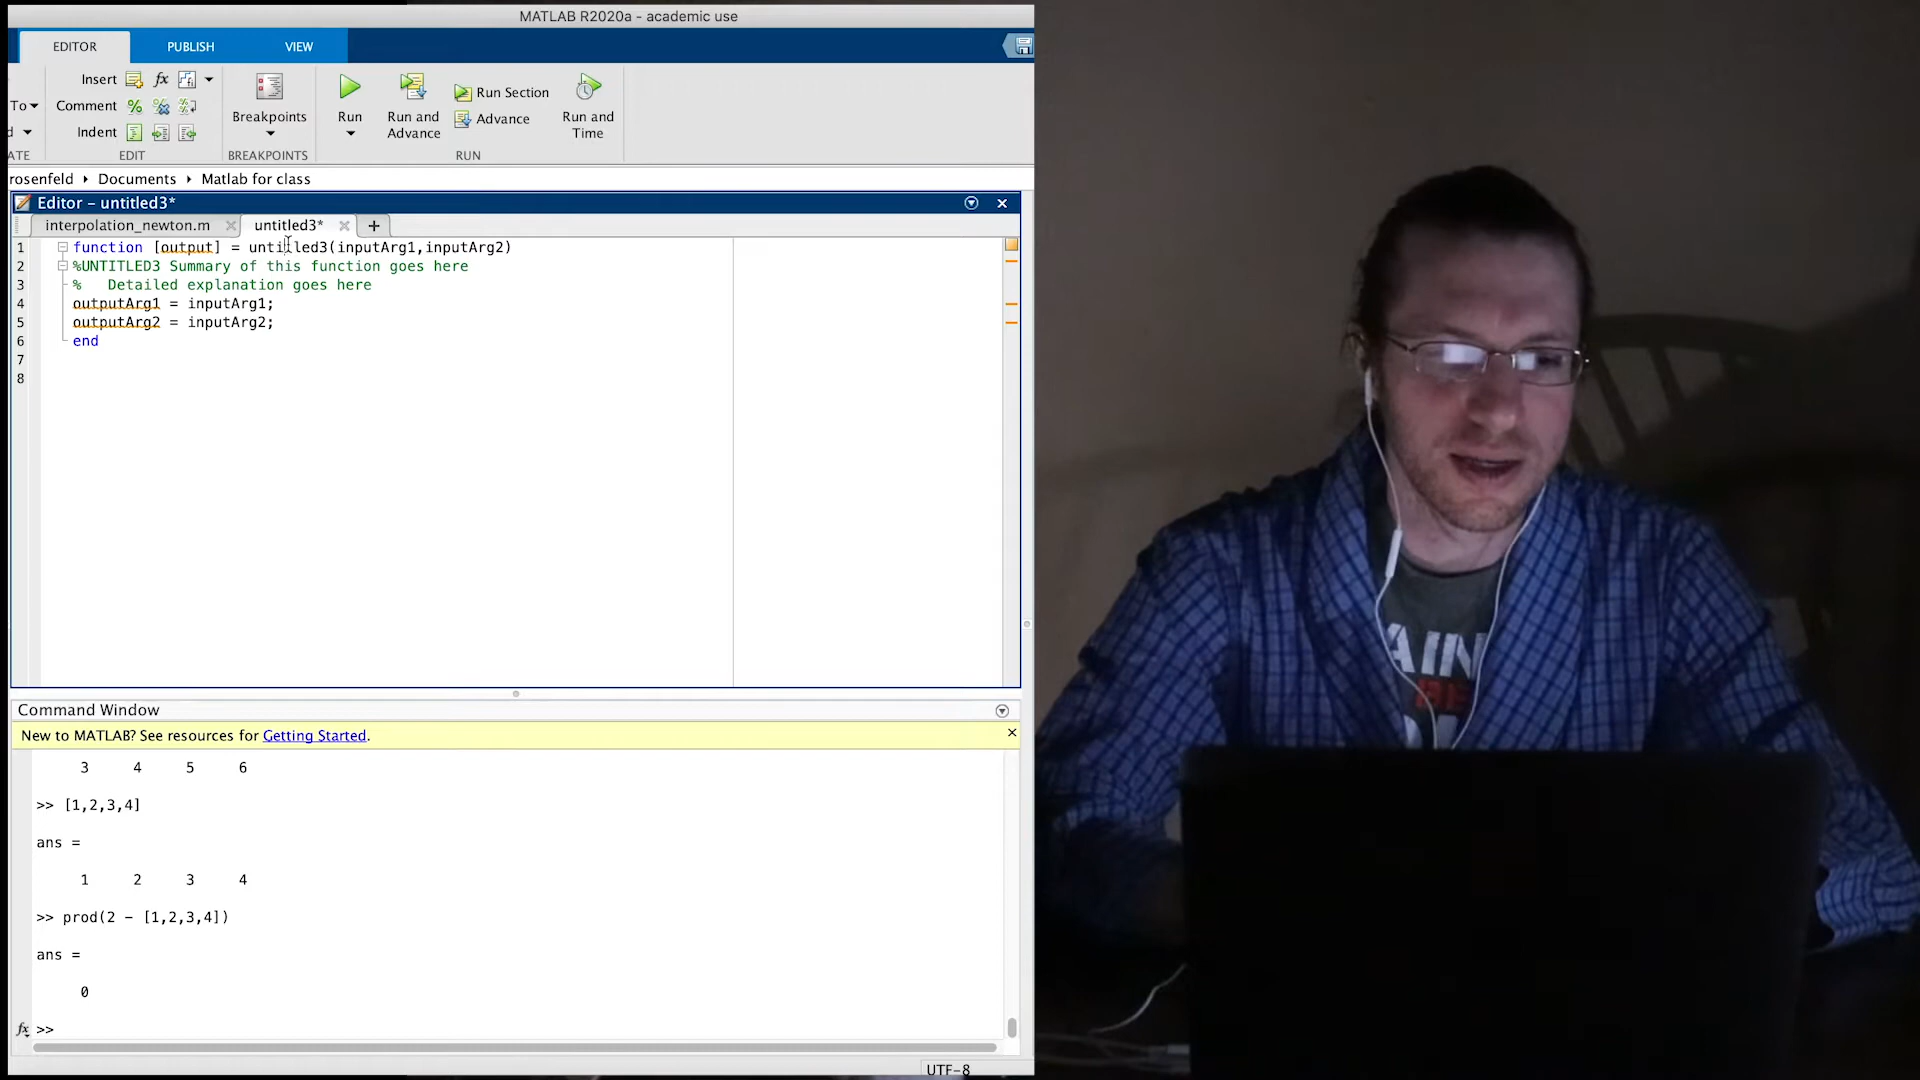 MATLAB R2020a - academic use
EDITOR PUBLISH VIEW
Insert fx
To Comment % %
d Indent
Breakpoints
Run
Run and Advance
Run Section
Advance
Run and Time
ATE EDIT BREAKPOINTS RUN
rosenfeld ▸ Documents ▸ Matlab for class
Editor - untitled3*
interpolation_newton.m untitled3* +
1 function [output] = untitled3(inputArg1,inputArg2)
2 %UNTITLED3 Summary of this function goes here
3 % Detailed explanation goes here
4 outputArg1 = inputArg1;
5 outputArg2 = inputArg2;
6 end
7
8
Command Window
New to MATLAB? See resources for Getting Started.
3 4 5 6
>> [1,2,3,4]
ans =
1 2 3 4
>> prod(2 - [1,2,3,4])
ans =
0
fx >>
UTF-8
AIN
BE